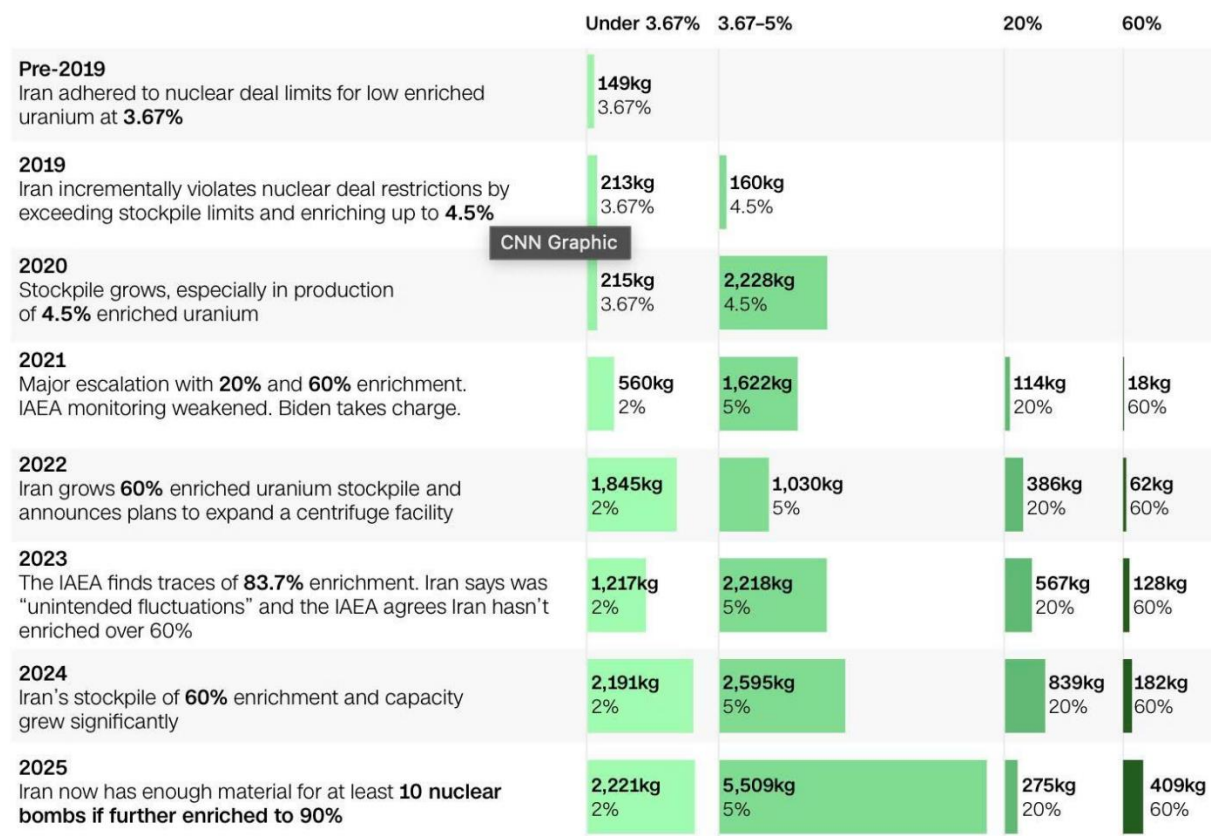 Under 3.67% 3.67–5% 20% 60%
Pre-2019
Iran adhered to nuclear deal limits for low enriched
uranium at 3.67%
149kg
3.67%
2019
Iran incrementally violates nuclear deal restrictions by
exceeding stockpile limits and enriching up to 4.5%
213kg 160kg
3.67% 4.5%
CNN Graphic
2020
Stockpile grows, especially in production
of 4.5% enriched uranium
215kg 2,228kg
3.67% 4.5%
2021
Major escalation with 20% and 60% enrichment.
IAEA monitoring weakened. Biden takes charge.
560kg 1,622kg 114kg 18kg
2% 5% 20% 60%
2022
Iran grows 60% enriched uranium stockpile and
announces plans to expand a centrifuge facility
1,845kg 1,030kg 386kg 62kg
2% 5% 20% 60%
2023
The IAEA finds traces of 83.7% enrichment. Iran says was
“unintended fluctuations” and the IAEA agrees Iran hasn’t
enriched over 60%
1,217kg 2,218kg 567kg 128kg
2% 5% 20% 60%
2024
Iran’s stockpile of 60% enrichment and capacity
grew significantly
2,191kg 2,595kg 839kg 182kg
2% 5% 20% 60%
2025
Iran now has enough material for at least 10 nuclear
bombs if further enriched to 90%
2,221kg 5,509kg 275kg 409kg
2% 5% 20% 60%